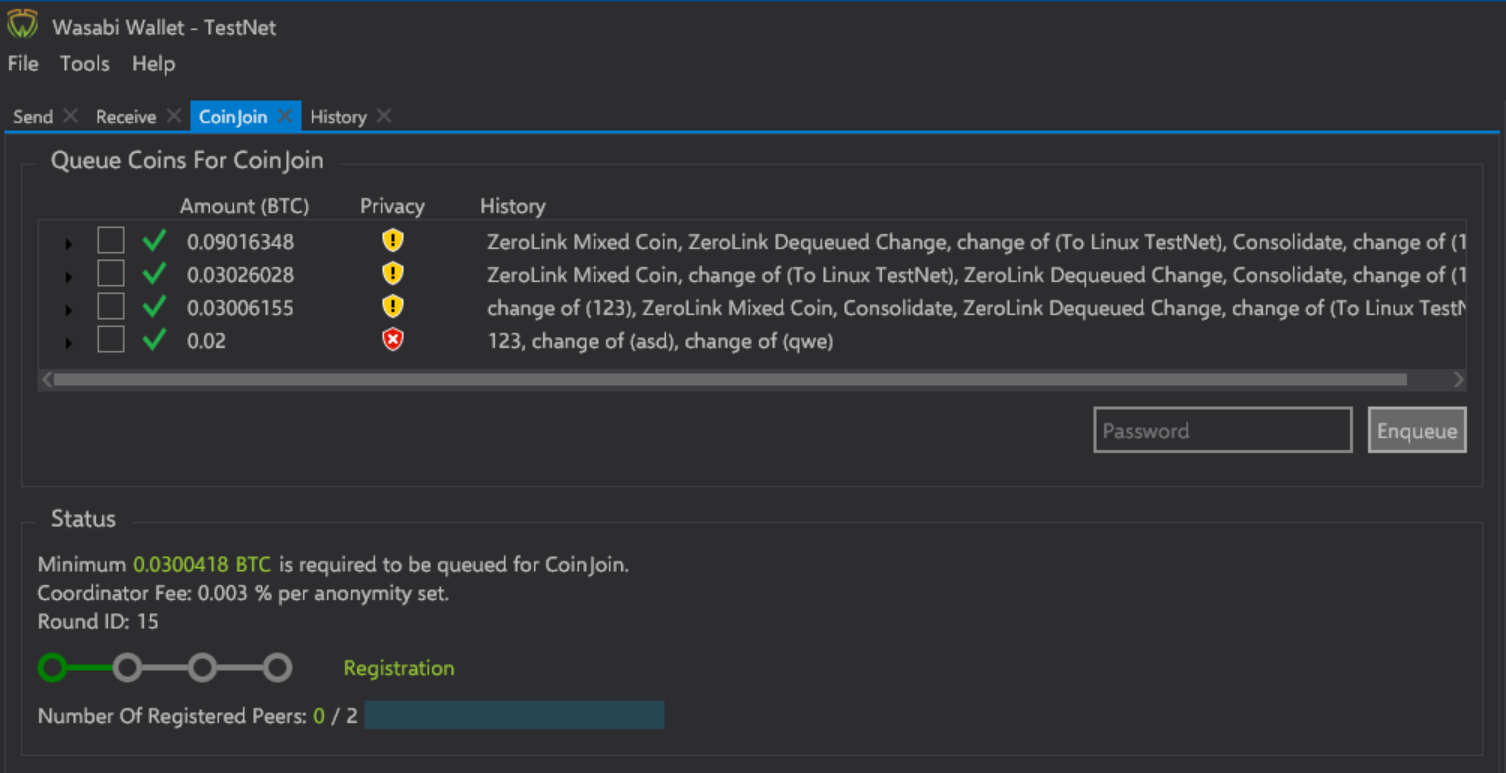 Wasabi Wallet - TestNet
File Tools Help
Send Receive CoinJoin History
Queue Coins For CoinJoin
Amount (BTC) Privacy History
0.09016348 ZeroLink Mixed Coin, ZeroLink Dequeued Change, change of (To Linux TestNet), Consolidate, change of (1
0.03026028 ZeroLink Mixed Coin, change of (To Linux TestNet), ZeroLink Dequeued Change, Consolidate, change of (1
0.03006155 change of (123), ZeroLink Mixed Coin, Consolidate, ZeroLink Dequeued Change, change of (To Linux TestN
0.02 123, change of (asd), change of (qwe)
Password Enqueue
Status
Minimum 0.0300418 BTC is required to be queued for CoinJoin.
Coordinator Fee: 0.003 % per anonymity set.
Round ID: 15
Registration
Number Of Registered Peers: 0 / 2